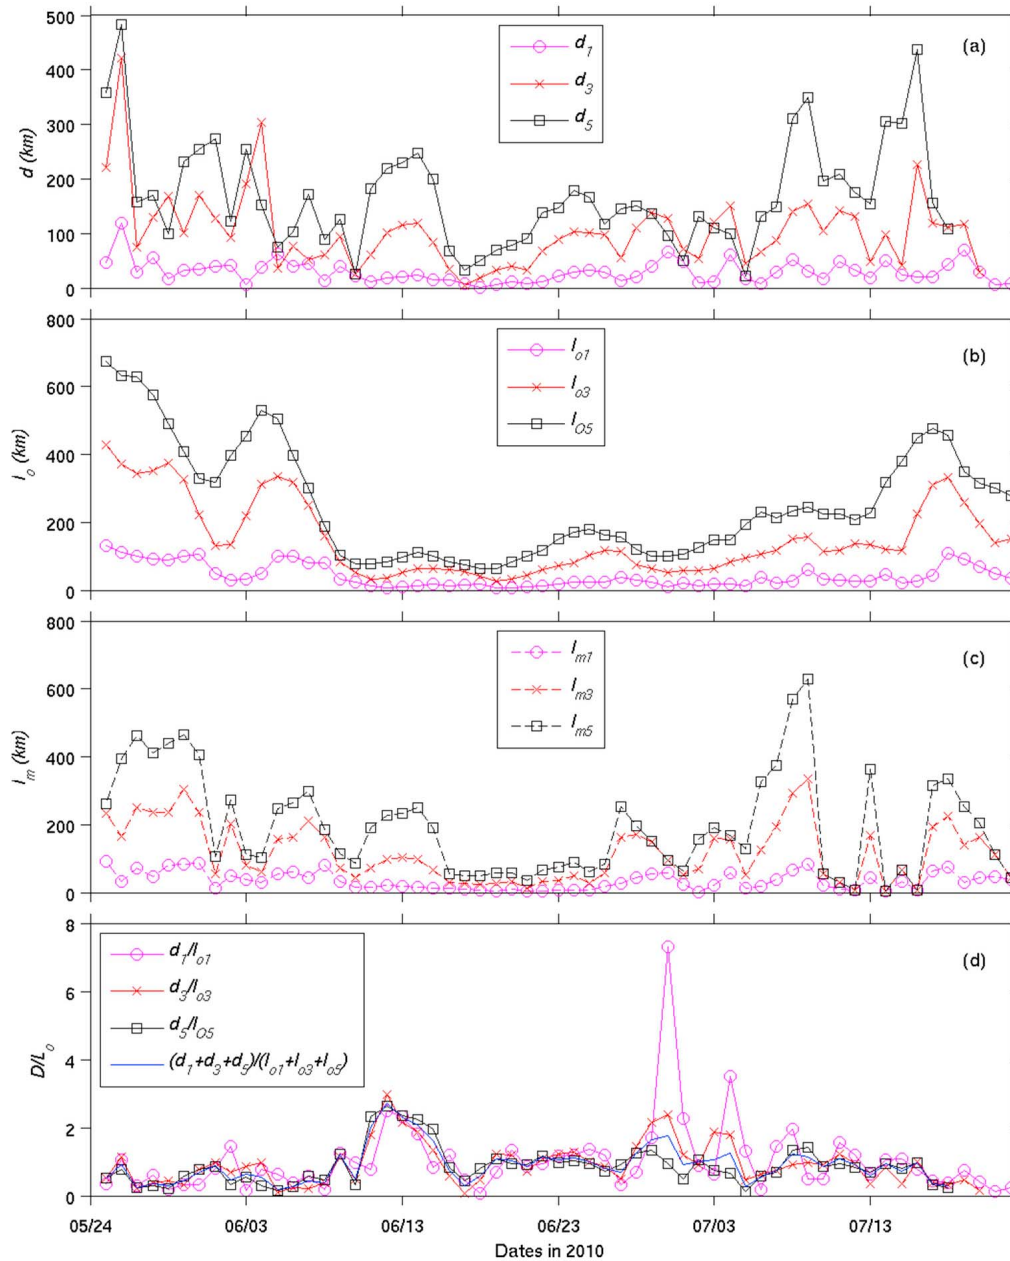 500
400
300
200
100
0
d (km)
d1
d3
d5
(a)
800
600
400
200
0
lo (km)
lo1
lo3
lO5
(b)
800
600
400
200
0
lm (km)
lm1
lm3
lm5
(c)
8
6
4
2
0
D/Lo
d1/lo1
d3/lo3
d5/lO5
(d1+d3+d5)/(lo1+lo3+lo5)
(d)
05/24 06/03 06/13 06/23 07/03 07/13
Dates in 2010